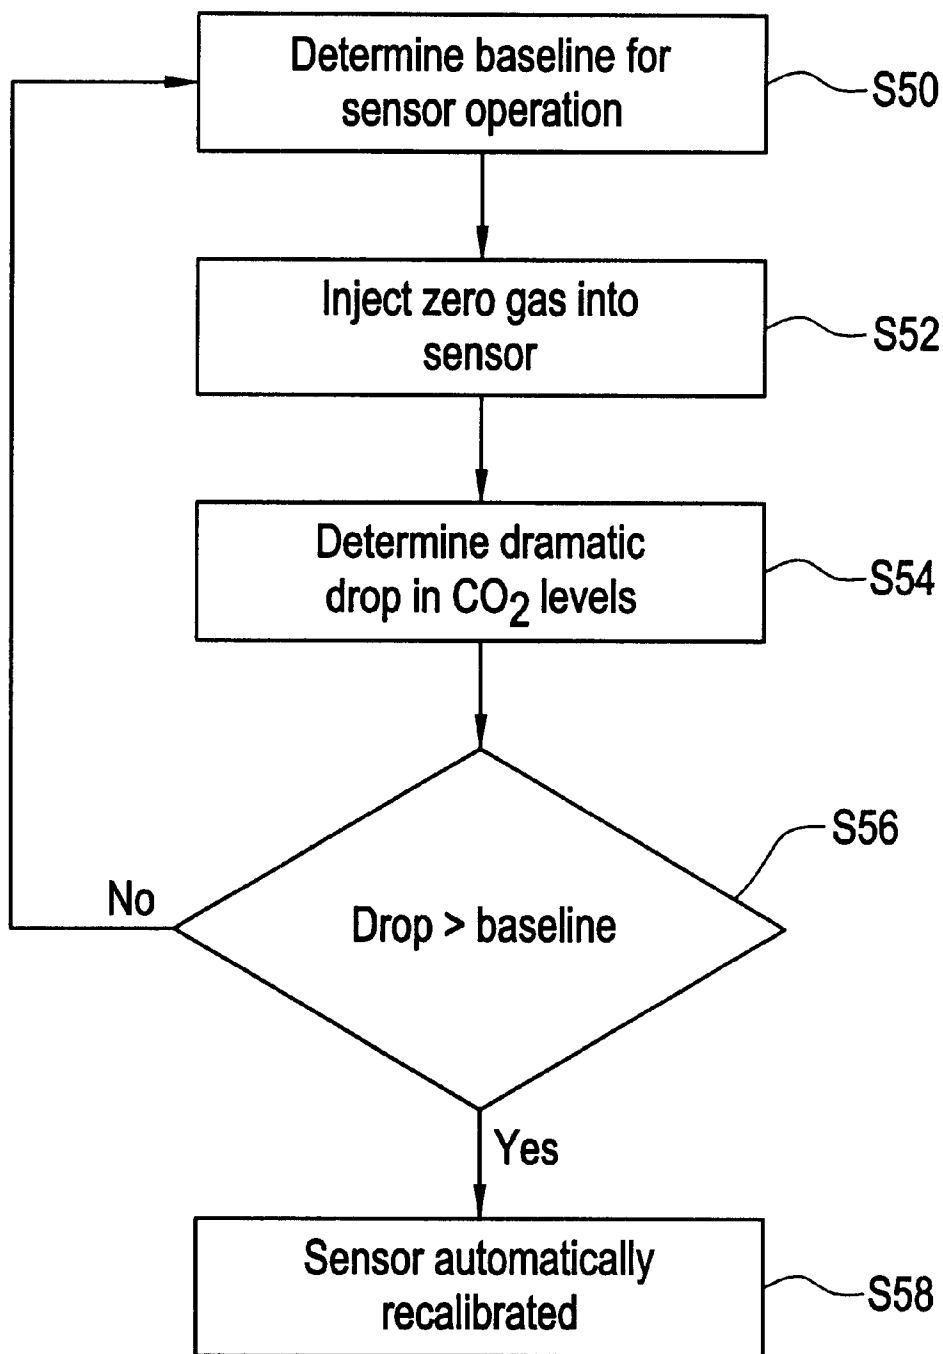 Determine baseline for
sensor operation
S50
Inject zero gas into
sensor
S52
Determine dramatic
drop in CO2 levels
S54
S56
No
Drop > baseline
Yes
Sensor automatically
recalibrated
S58